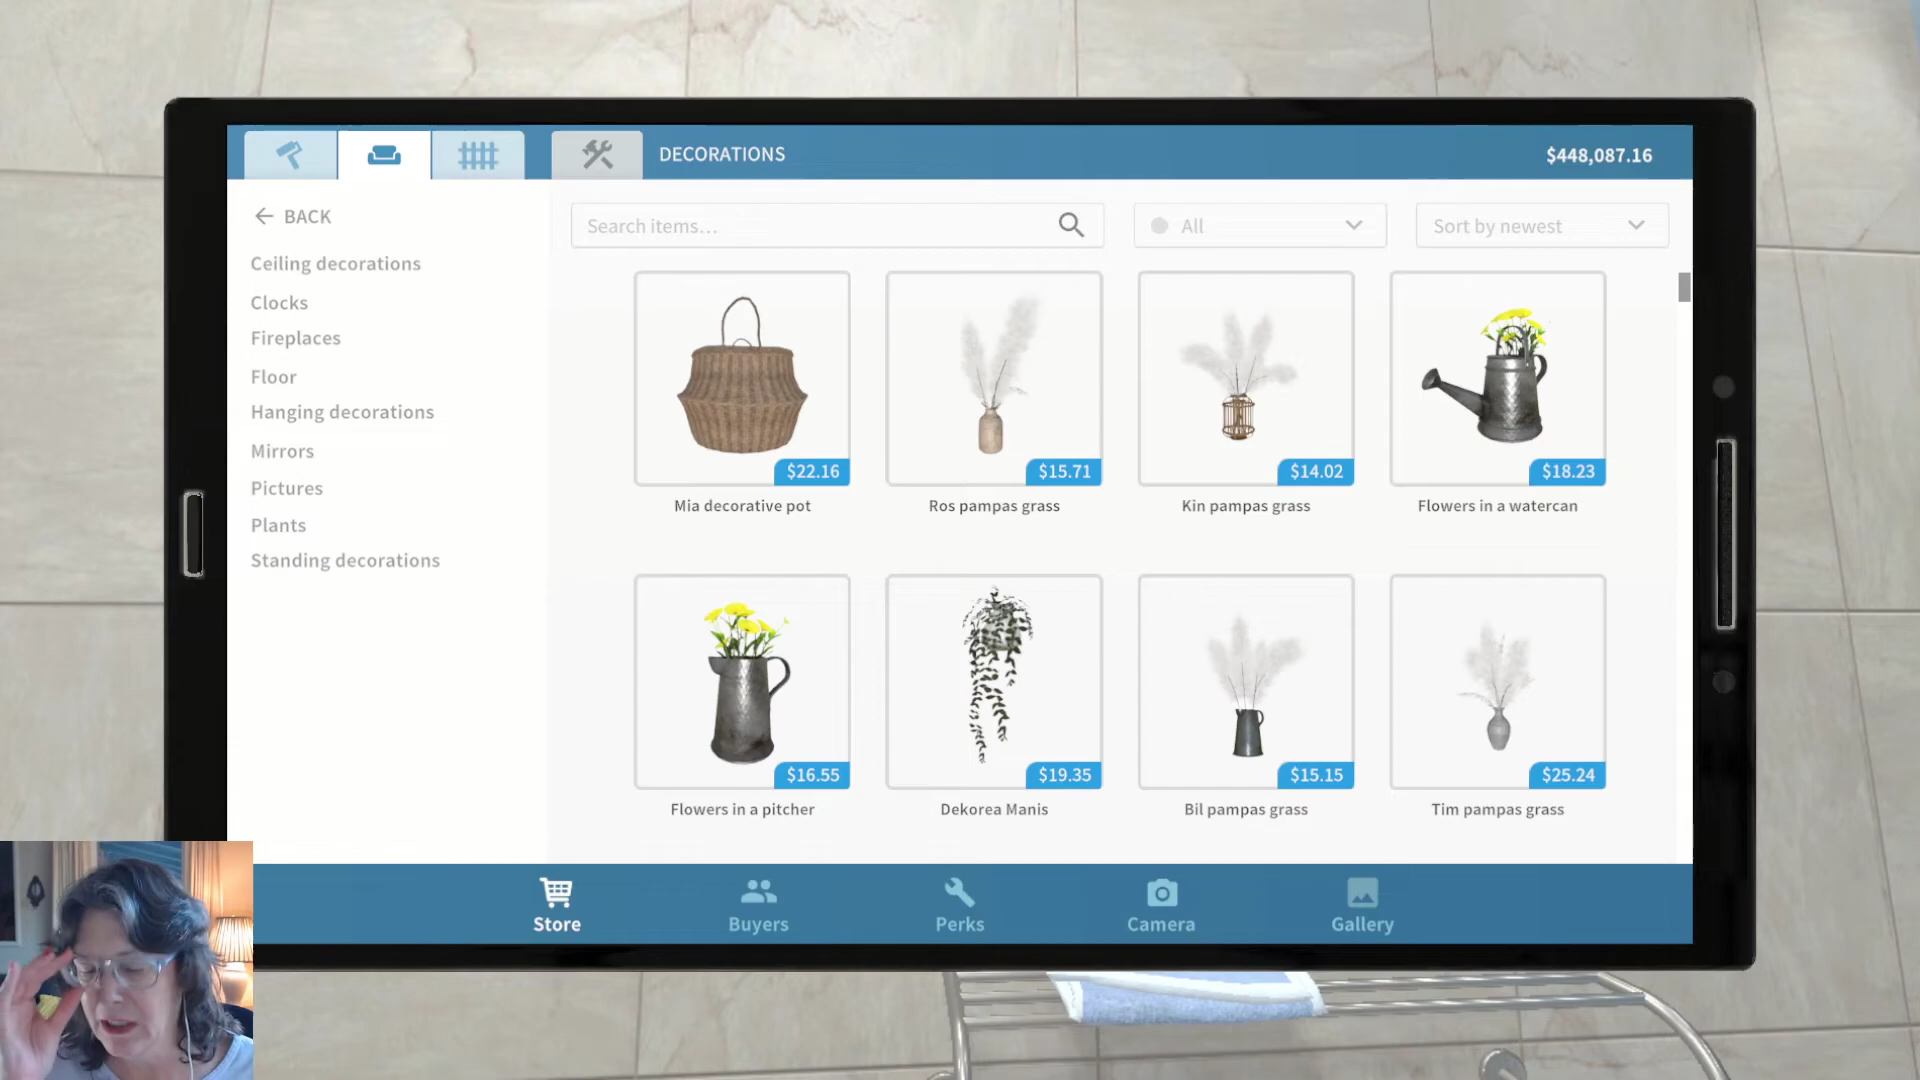 DECORATIONS
$448,087.16
BACK
Search items...
All
Sort by newest
Ceiling decorations
Clocks
Fireplaces
Floor
Hanging decorations
Mirrors
Pictures
Plants
Standing decorations
$22.16
$15.71
$14.02
$18.23
Mia decorative pot
Ros pampas grass
Kin pampas grass
Flowers in a watercan
$16.55
$19.35
$15.15
$25.24
Flowers in a pitcher
Dekorea Manis
Bil pampas grass
Tim pampas grass
Store
Buyers
Perks
Camera
Gallery